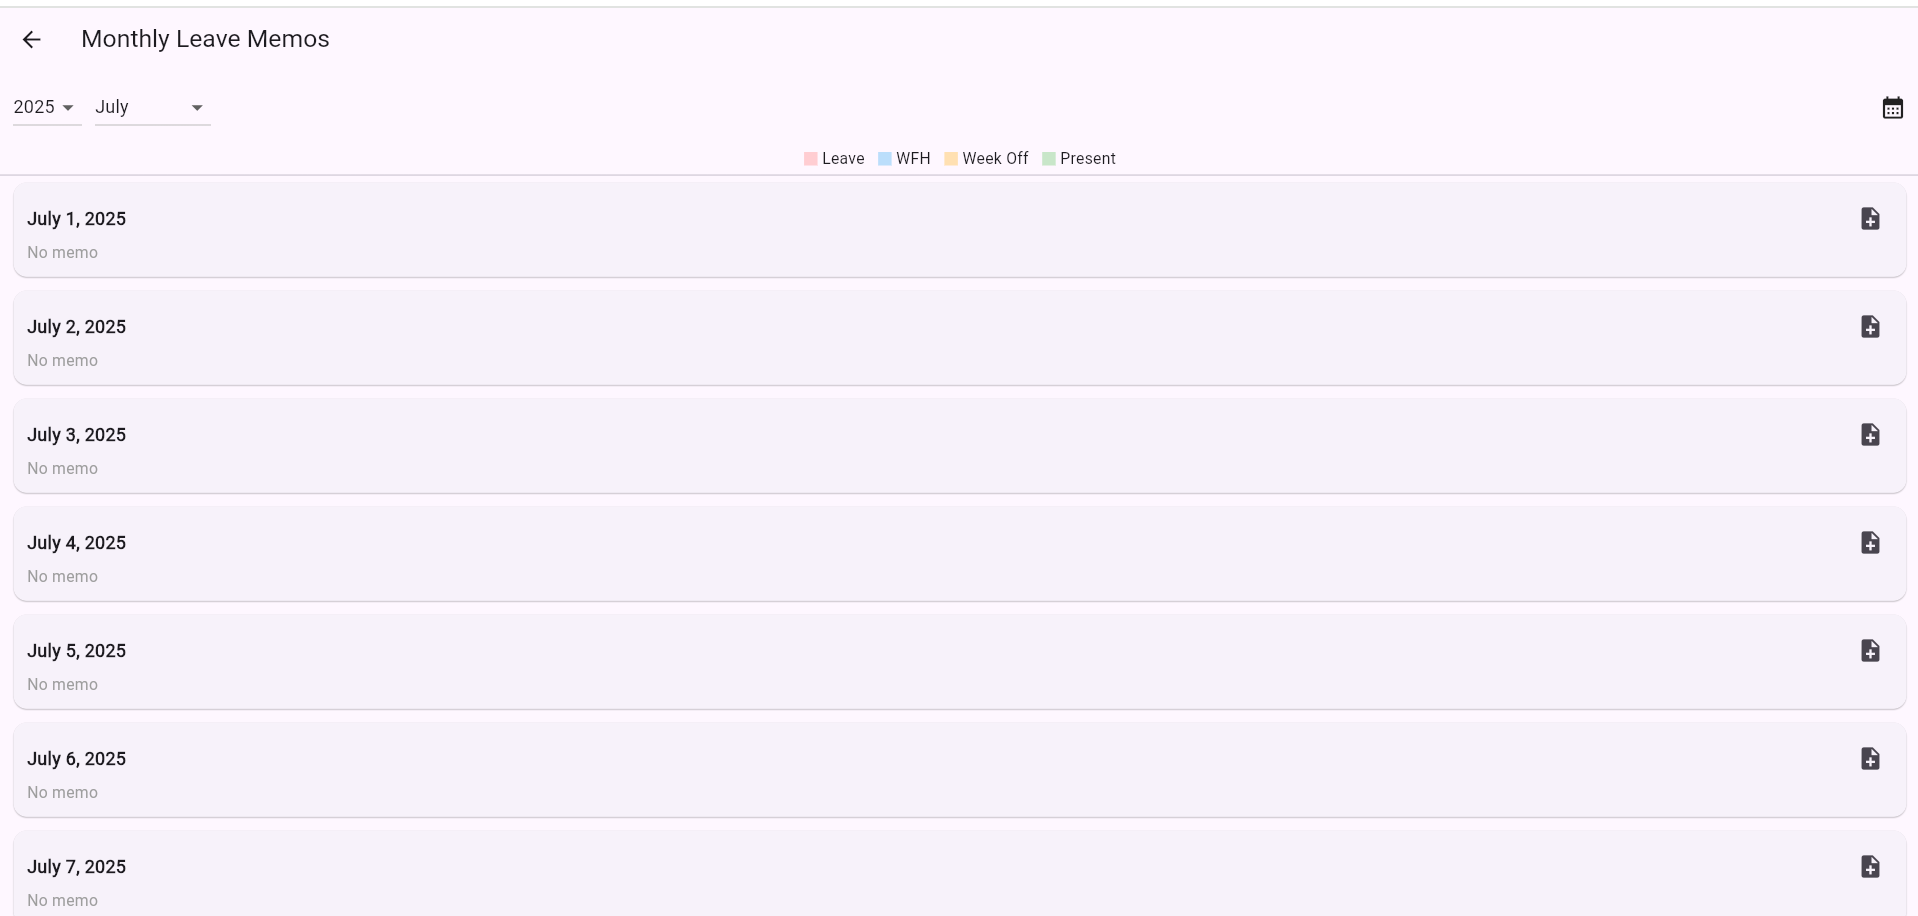 Monthly Leave Memos
2025 July
Leave WFH Week Off Present
July 1, 2025
No memo
July 2, 2025
No memo
July 3, 2025
No memo
July 4, 2025
No memo
July 5, 2025
No memo
July 6, 2025
No memo
July 7, 2025
No memo